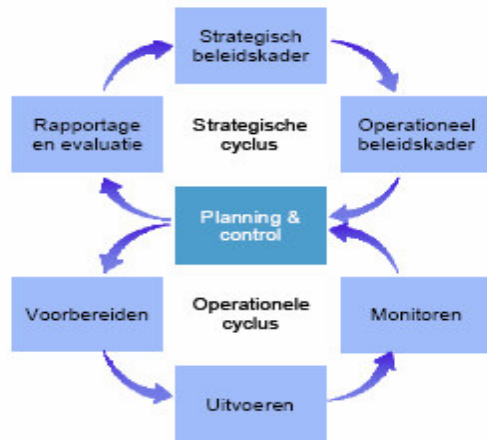 Strategisch
beleidskader
Rapportage
en evaluatie
Strategische
cyclus
Operationeel
beleidskader
Planning &
control
Voorbereiden
Operationele
cyclus
Monitoren
Uitvoeren